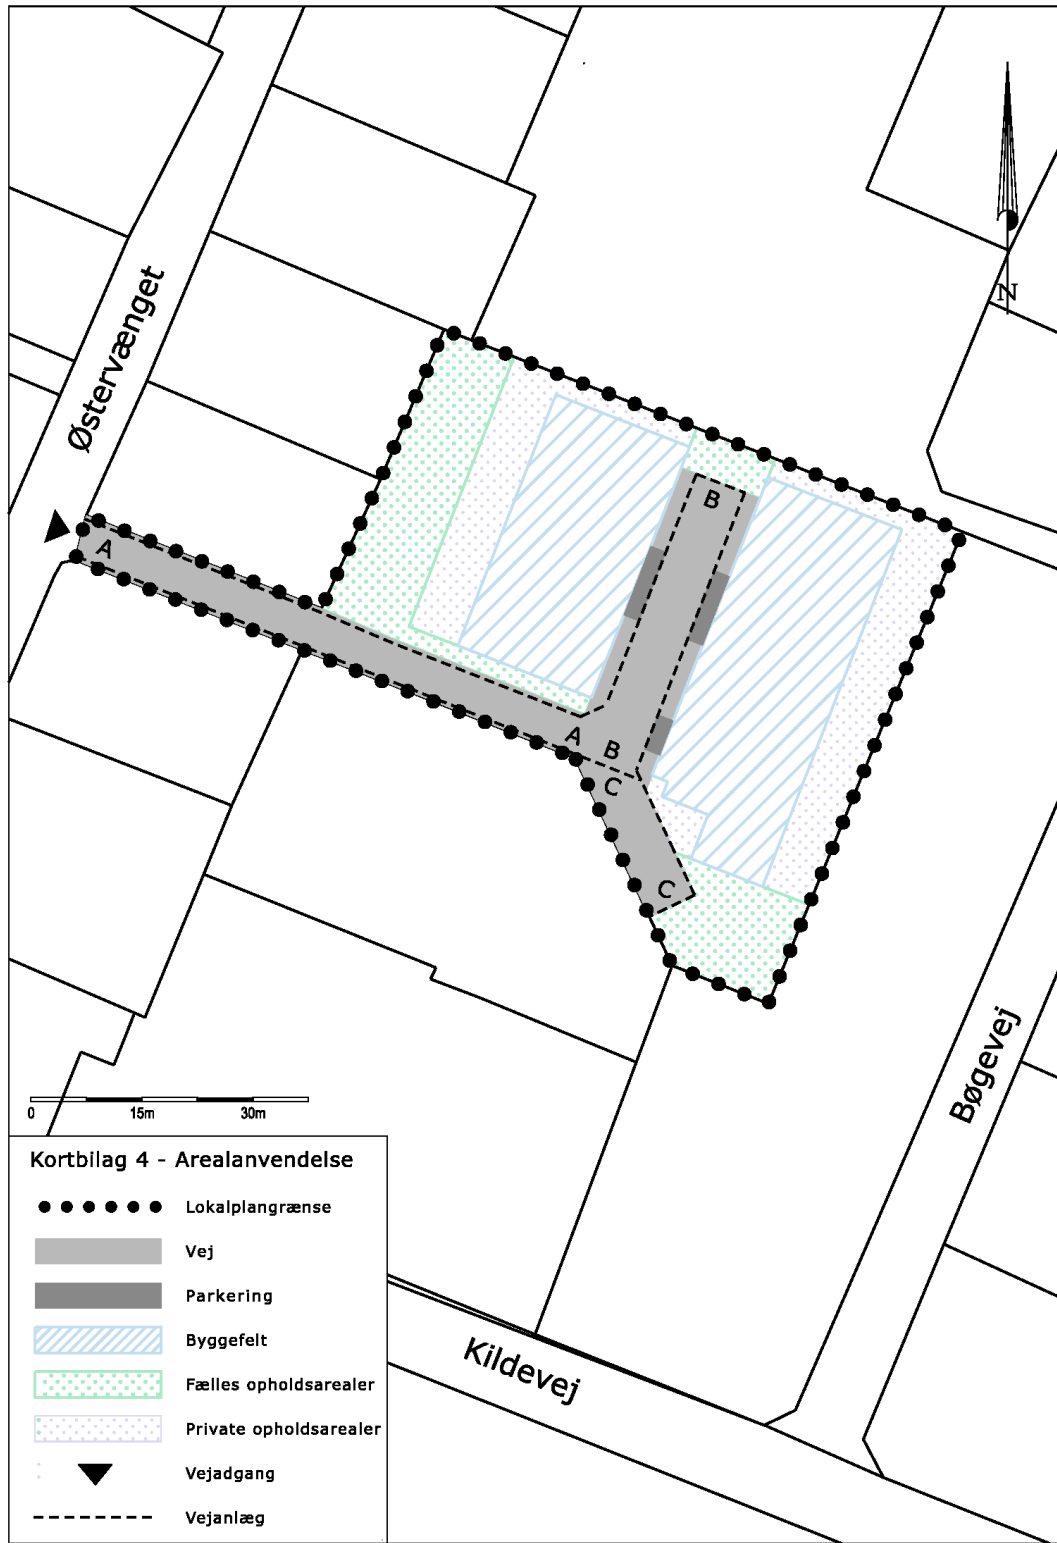 N
Østervænget
B
A
A
B
C
C
Bøgevej
0 15m 30m
Kortbilag 4 - Arealanvendelse
Lokalplangrænse
Vej
Parkering
Byggefelt
Fælles opholdsarealer
Private opholdsarealer
Vejadgang
Vejanlæg
Kildevej